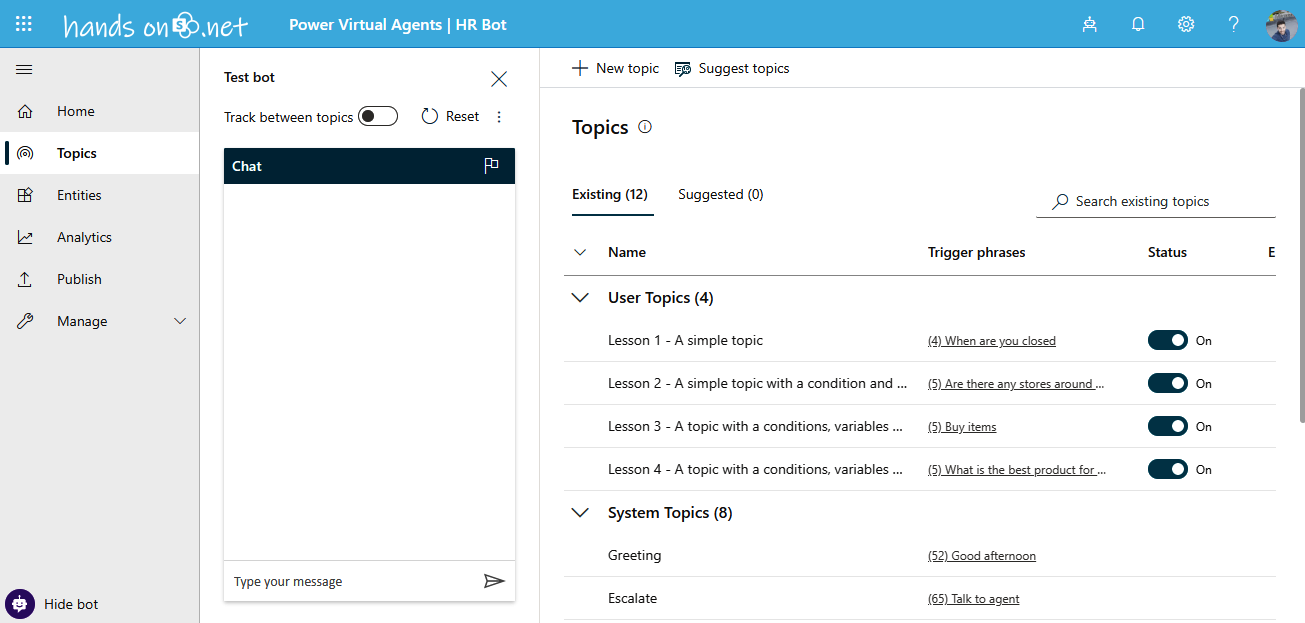 hands on S .net
Power Virtual Agents | HR Bot
?
Home
Topics
Entities
Analytics
Publish
Manage
Hide bot
Test bot
Track between topics
Reset
Chat
Type your message
New topic
Suggest topics
Topics
Existing (12)
Suggested (0)
Search existing topics
Name Trigger phrases Status E
User Topics (4)
Lesson 1 - A simple topic (4) When are you closed On
Lesson 2 - A simple topic with a condition and ... (5) Are there any stores around ... On
Lesson 3 - A topic with a conditions, variables ... (5) Buy items On
Lesson 4 - A topic with a conditions, variables ... (5) What is the best product for ... On
System Topics (8)
Greeting (52) Good afternoon
Escalate (65) Talk to agent